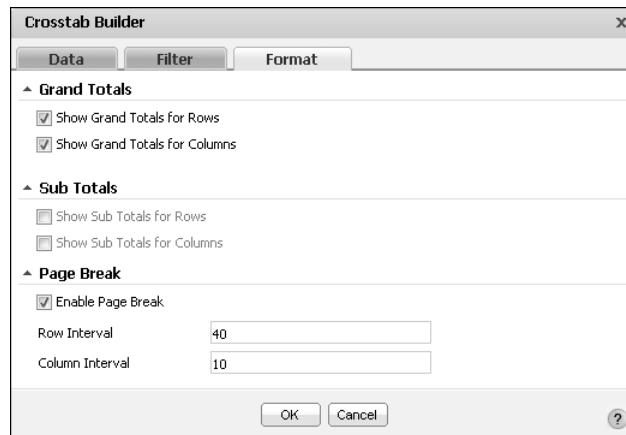 Crosstab Builder x
Data Filter Format
Grand Totals
Show Grand Totals for Rows
Show Grand Totals for Columns
Sub Totals
Show Sub Totals for Rows
Show Sub Totals for Columns
Page Break
Enable Page Break
Row Interval 40
Column Interval 10
OK Cancel ?